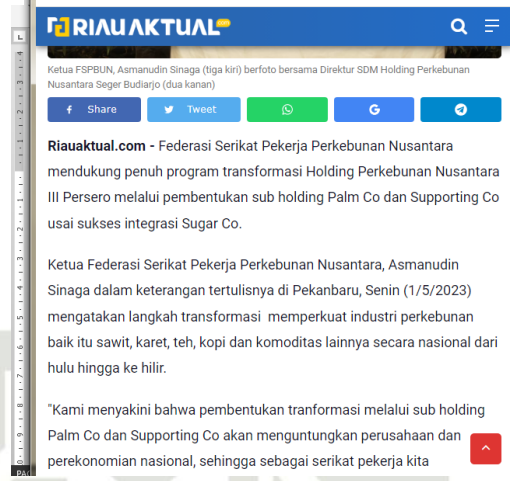 RIAUAKTUAL
Ketua FSPBUN, Asmanudin Sinaga (tiga kiri) berfoto bersama Direktur SDM Holding Perkebunan
Nusantara Seger Budiarjo (dua kanan)
Share
Tweet
Riauaktual.com - Federasi Serikat Pekerja Perkebunan Nusantara
mendukung penuh program transformasi Holding Perkebunan Nusantara
III Persero melalui pembentukan sub holding Palm Co dan Supporting Co
usai sukses integrasi Sugar Co.
Ketua Federasi Serikat Pekerja Perkebunan Nusantara, Asmanudin
Sinaga dalam keterangan tertulisnya di Pekanbaru, Senin (1/5/2023)
mengatakan langkah transformasi  memperkuat industri perkebunan
baik itu sawit, karet, teh, kopi dan komoditas lainnya secara nasional dari
hulu hingga ke hilir.
"Kami menyakini bahwa pembentukan tranformasi melalui sub holding
Palm Co dan Supporting Co akan menguntungkan perusahaan dan
perekonomian nasional, sehingga sebagai serikat pekerja kita